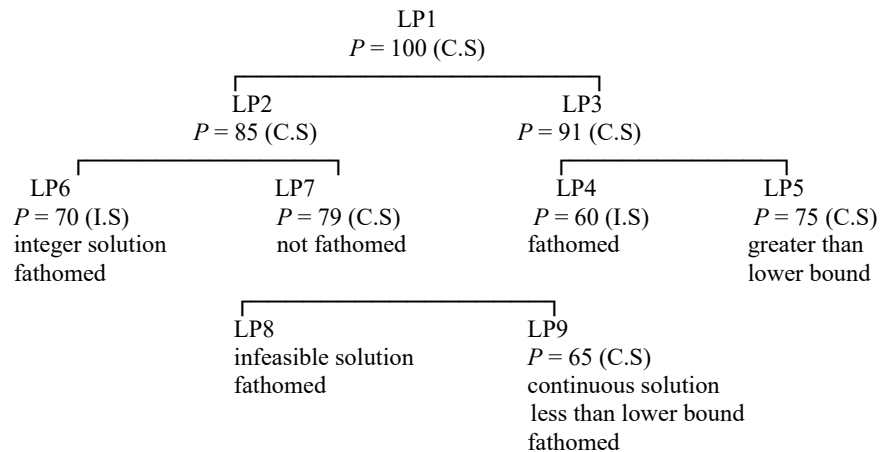 LP1
P = 100 (C.S)
LP2
P = 85 (C.S)
LP3
P = 91 (C.S)
LP6
P = 70 (I.S)
integer solution
fathomed
LP7
P = 79 (C.S)
not fathomed
LP4
P = 60 (I.S)
fathomed
LP5
P = 75 (C.S)
greater than
lower bound
LP8
infeasible solution
fathomed
LP9
P = 65 (C.S)
continuous solution
less than lower bound
fathomed